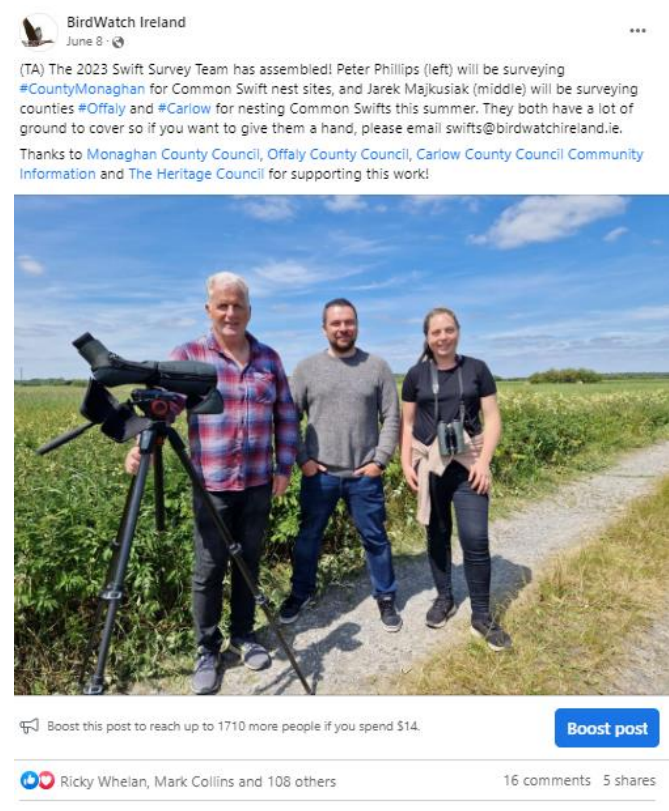 BirdWatch Ireland
June 8 ·
(TA) The 2023 Swift Survey Team has assembled! Peter Phillips (left) will be surveying
#CountyMonaghan for Common Swift nest sites, and Jarek Majkusiak (middle) will be surveying
counties #Offaly and #Carlow for nesting Common Swifts this summer. They both have a lot of
ground to cover so if you want to give them a hand, please email swifts@birdwatchireland.ie.
Thanks to Monaghan County Council, Offaly County Council, Carlow County Council Community
Information and The Heritage Council for supporting this work!
Boost this post to reach up to 1710 more people if you spend $14.
Boost post
Ricky Whelan, Mark Collins and 108 others
16 comments 5 shares